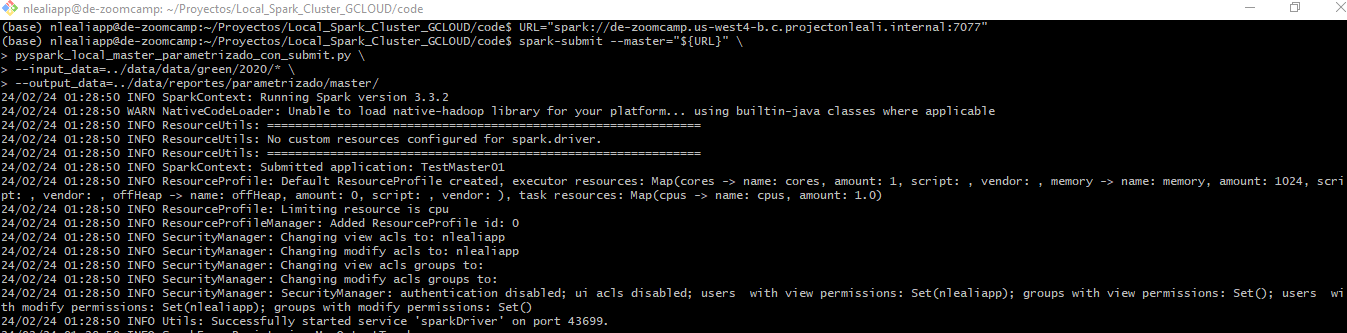 nlealiapp@de-zoomcamp: ~/Proyectos/Local_Spark_Cluster_GCLOUD/code
(base) nlealiapp@de-zoomcamp:~/Proyectos/Local_Spark_Cluster_GCLOUD/code$ URL="spark://de-zoomcamp.us-west4-b.c.projectonleali.internal:7077"
(base) nlealiapp@de-zoomcamp:~/Proyectos/Local_Spark_Cluster_GCLOUD/code$ spark-submit --master="${URL}" \
> pyspark_local_master_parametrizado_con_submit.py \
> --input_data=../data/data/green/2020/* \
> --output_data=../data/reportes/parametrizado/master/
24/02/24 01:28:50 INFO SparkContext: Running Spark version 3.3.2
24/02/24 01:28:50 WARN NativeCodeLoader: Unable to load native-hadoop library for your platform... using builtin-java classes where applicable
24/02/24 01:28:50 INFO ResourceUtils: ==============================================================
24/02/24 01:28:50 INFO ResourceUtils: No custom resources configured for spark.driver.
24/02/24 01:28:50 INFO ResourceUtils: ==============================================================
24/02/24 01:28:50 INFO SparkContext: Submitted application: TestMaster01
24/02/24 01:28:50 INFO ResourceProfile: Default ResourceProfile created, executor resources: Map(cores -> name: cores, amount: 1, script: , vendor: , memory -> name: memory, amount: 1024, scri
pt: , vendor: , offHeap -> name: offHeap, amount: 0, script: , vendor: ), task resources: Map(cpus -> name: cpus, amount: 1.0)
24/02/24 01:28:50 INFO ResourceProfile: Limiting resource is cpu
24/02/24 01:28:50 INFO ResourceProfileManager: Added ResourceProfile id: 0
24/02/24 01:28:50 INFO SecurityManager: Changing view acls to: nlealiapp
24/02/24 01:28:50 INFO SecurityManager: Changing modify acls to: nlealiapp
24/02/24 01:28:50 INFO SecurityManager: Changing view acls groups to:
24/02/24 01:28:50 INFO SecurityManager: Changing modify acls groups to:
24/02/24 01:28:50 INFO SecurityManager: SecurityManager: authentication disabled; ui acls disabled; users  with view permissions: Set(nlealiapp); groups with view permissions: Set(); users  wi
th modify permissions: Set(nlealiapp); groups with modify permissions: Set()
24/02/24 01:28:50 INFO Utils: Successfully started service 'sparkDriver' on port 43699.